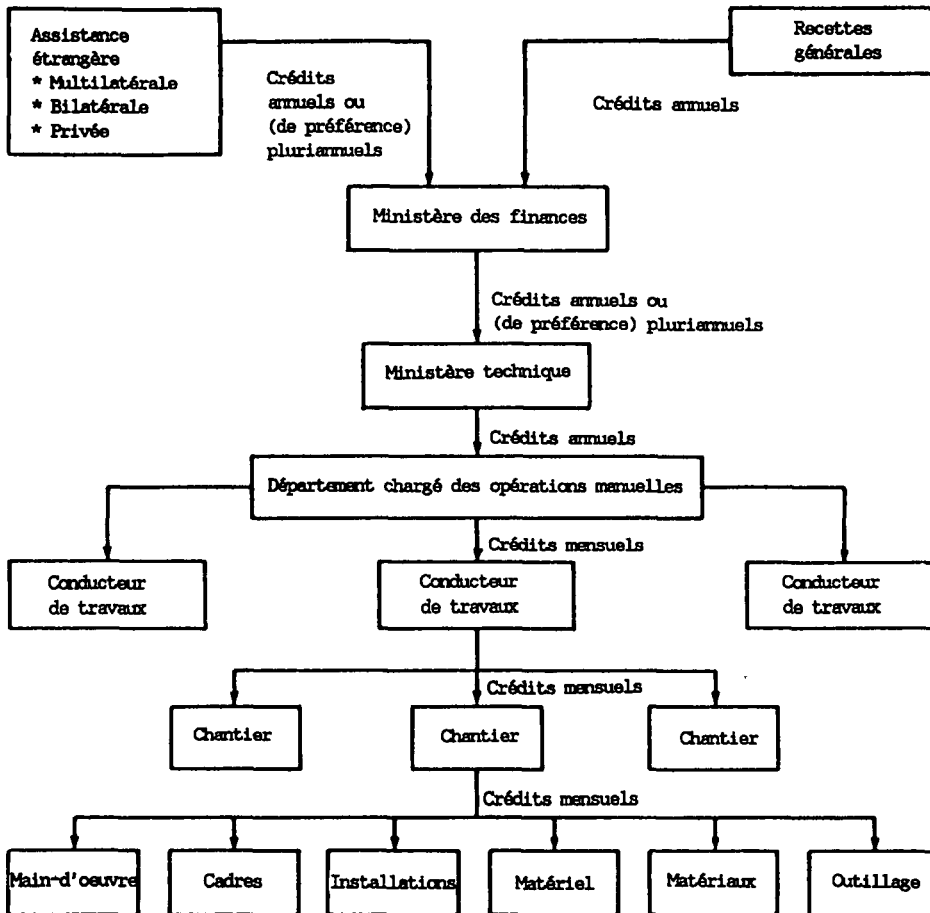 Assistance
étrangère
* Multilatérale
* Bilatérale
* Privée
Recettes
générales
Crédits
annuels ou
(de préférence)
pluriannuels
Crédits annuels
Ministère des finances
Crédits annuels ou
(de préférence) pluriannuels
Ministère technique
Crédits annuels
Département chargé des opérations manuelles
Crédits mensuels
Conducteur
de travaux
Conducteur
de travaux
Conducteur
de travaux
Crédits mensuels
Chantier
Chantier
Chantier
Crédits mensuels
Main-d'oeuvre
Cadres
Installations
Matériel
Matériaux
Outillage